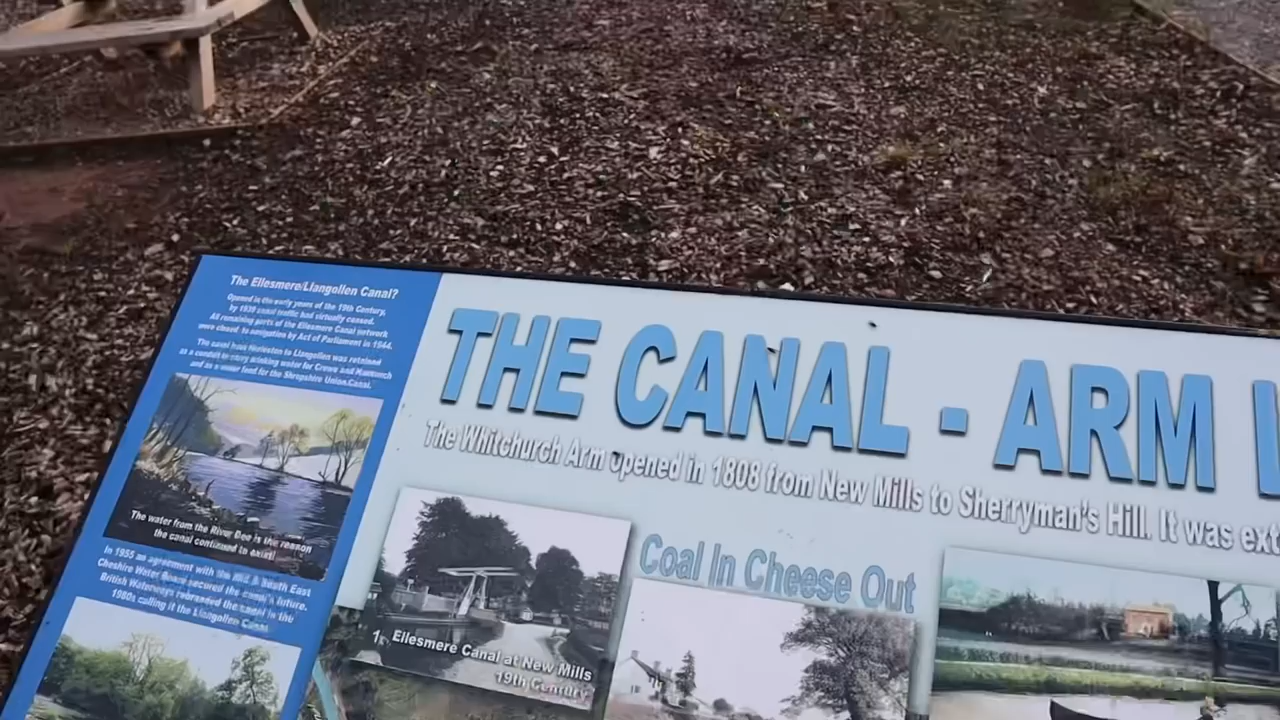 The Ellesmere/Llangollen Canal?
Opened in the early years of the 19th Century,
by 1939 canal traffic had virtually ceased.
All remaining parts of the Ellesmere Canal network
were closed to navigation by Act of Parliament in 1944.
The canal from Hurleston to Llangollen was retained
as a conduit to carry drinking water for Crewe and Nantwich
and as a water feed for the Shropshire Union Canal.
The water from the River Dee is the reason
the canal continued to exist!
In 1955 an agreement with the Mid & South East
Cheshire Water Board secured the canal's future.
British Waterways rebranded the canal in the
1980s calling it the Llangollen Canal.
THE CANAL - ARM
The Whitchurch Arm opened in 1808 from New Mills to Sherryman's Hill. It was ext
Coal In Cheese Out
1. Ellesmere Canal at New Mills
19th Century